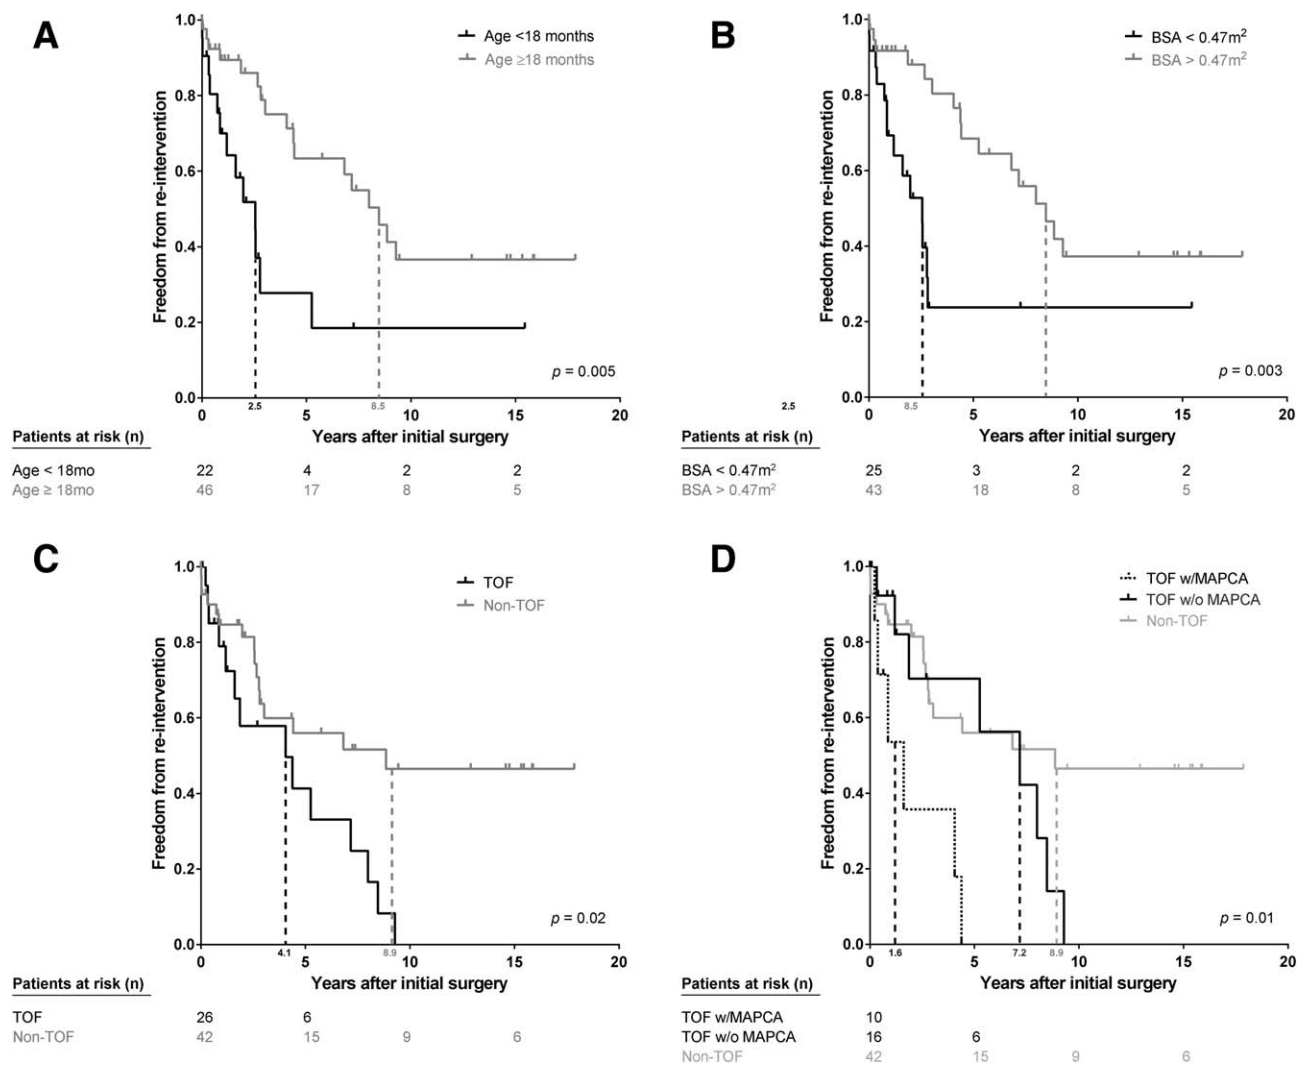 A
Age <18 months
Age ≥18 months
Freedom from re-intervention
1.0
0.8
0.6
0.4
0.2
0.0
p = 0.005
0 2.5 5 8.5 10 15 20
Years after initial surgery
Patients at risk (n)
Age < 18mo 22 4 2 2
Age ≥ 18mo 46 17 8 5
B
BSA < 0.47m²
BSA > 0.47m²
Freedom from re-intervention
1.0
0.8
0.6
0.4
0.2
0.0
p = 0.003
2.5 0 8.5 5 10 15 20
Years after initial surgery
Patients at risk (n)
BSA < 0.47m² 25 3 2 2
BSA > 0.47m² 43 18 8 5
C
TOF
Non-TOF
Freedom from re-intervention
1.0
0.8
0.6
0.4
0.2
0.0
p = 0.02
0 4.1 5 8.9 10 15 20
Years after initial surgery
Patients at risk (n)
TOF 26 6
Non-TOF 42 15 9 6
D
TOF w/MAPCA
TOF w/o MAPCA
Non-TOF
Freedom from re-intervention
1.0
0.8
0.6
0.4
0.2
0.0
p = 0.01
0 1.6 5 7.2 8.9 10 15 20
Years after initial surgery
Patients at risk (n)
TOF w/MAPCA 10
TOF w/o MAPCA 16 6
Non-TOF 42 15 9 6